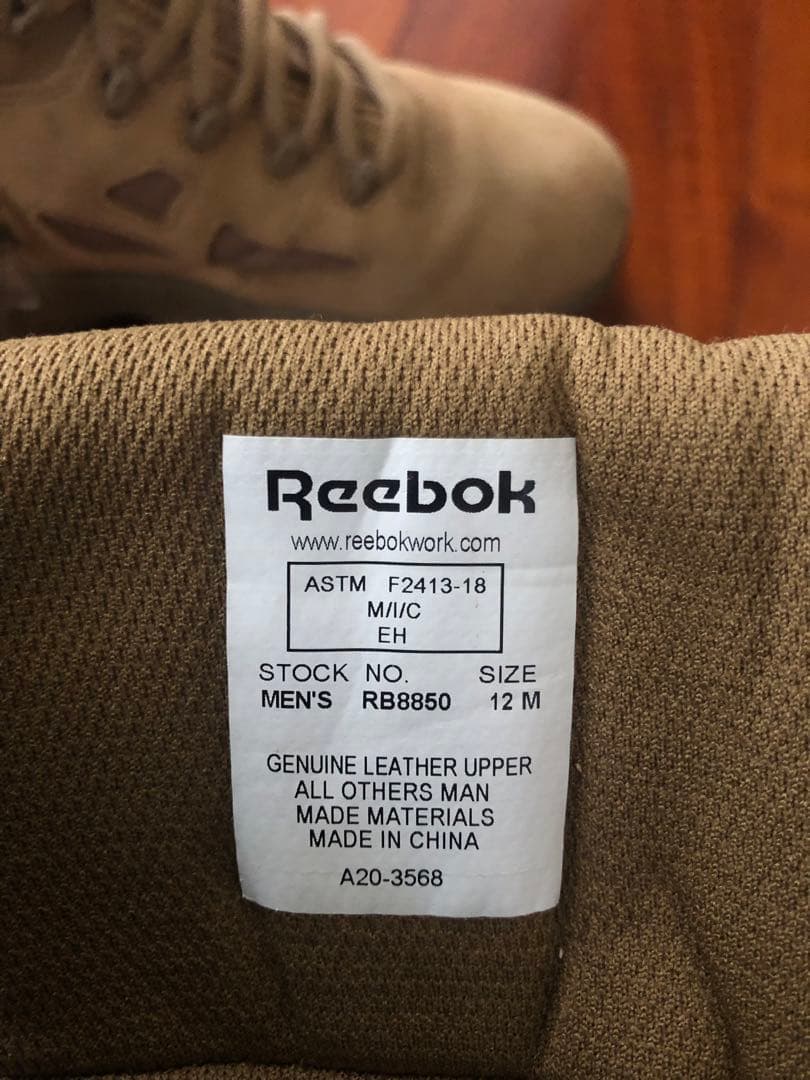 Reebok
www.reebokwork.com
ASTM F2413-18
M/I/C
EH
STOCK NO. SIZE
MEN'S RB8850 12 M
GENUINE LEATHER UPPER
ALL OTHERS MAN
MADE MATERIALS
MADE IN CHINA
A20-3568